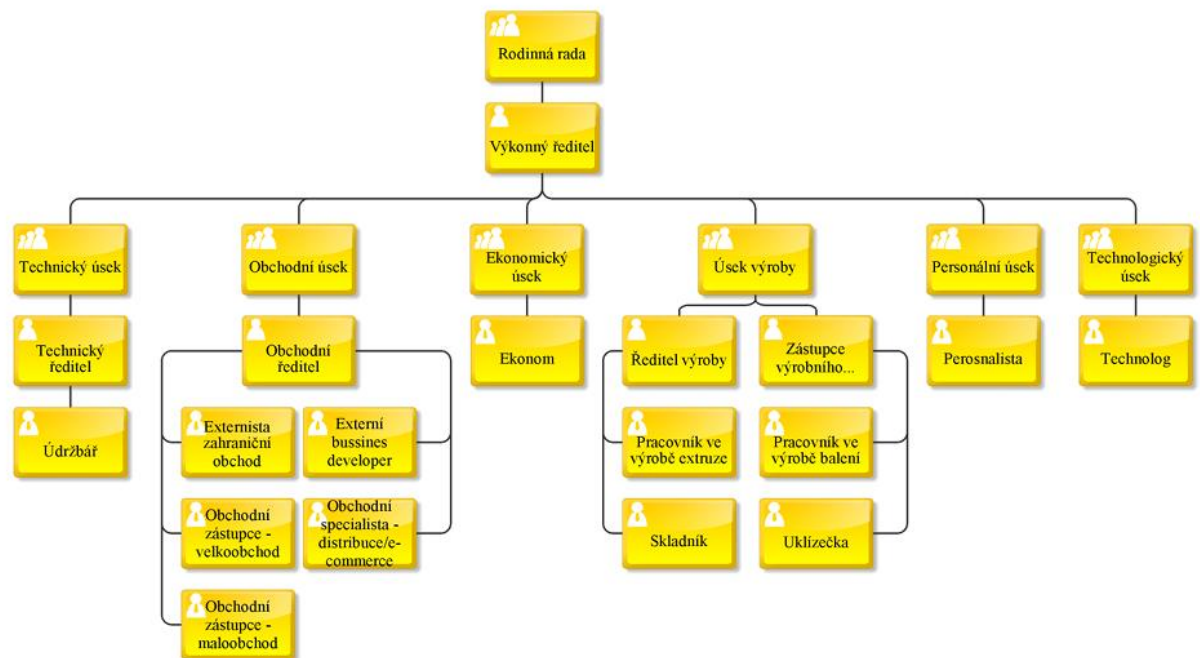 Rodinná rada
Výkonný ředitel
Technický úsek
Obchodní úsek
Ekonomický
úsek
Úsek výroby
Personální úsek
Technologický
úsek
Technický
ředitel
Obchodní
ředitel
Ekonom
Ředitel výroby
Zástupce
výrobního...
Perosnalista
Technolog
Údržbář
Externista
zahraniční
obchod
Externí
bussines
developer
Pracovník ve
výrobě extruze
Pracovník ve
výrobě balení
Obchodní
zástupce -
velkoobchod
Obchodní
specialista -
distribuce/e-
commerce
Skladník
Uklízečka
Obchodní
zástupce -
maloobchod